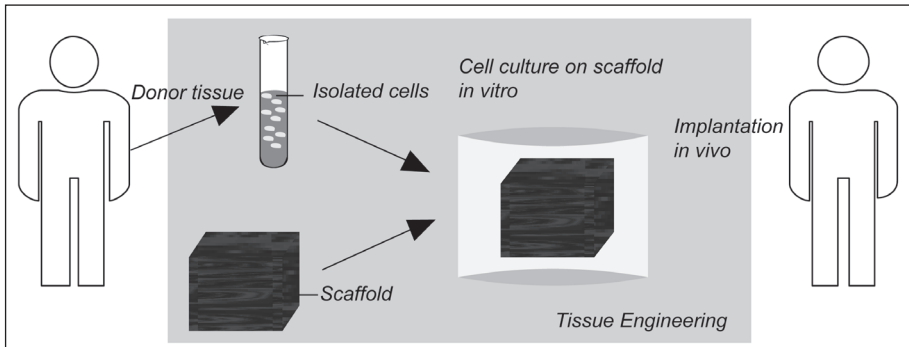 Donor tissue
Isolated cells
Cell culture on scaffold
in vitro
Implantation
in vivo
Scaffold
Tissue Engineering